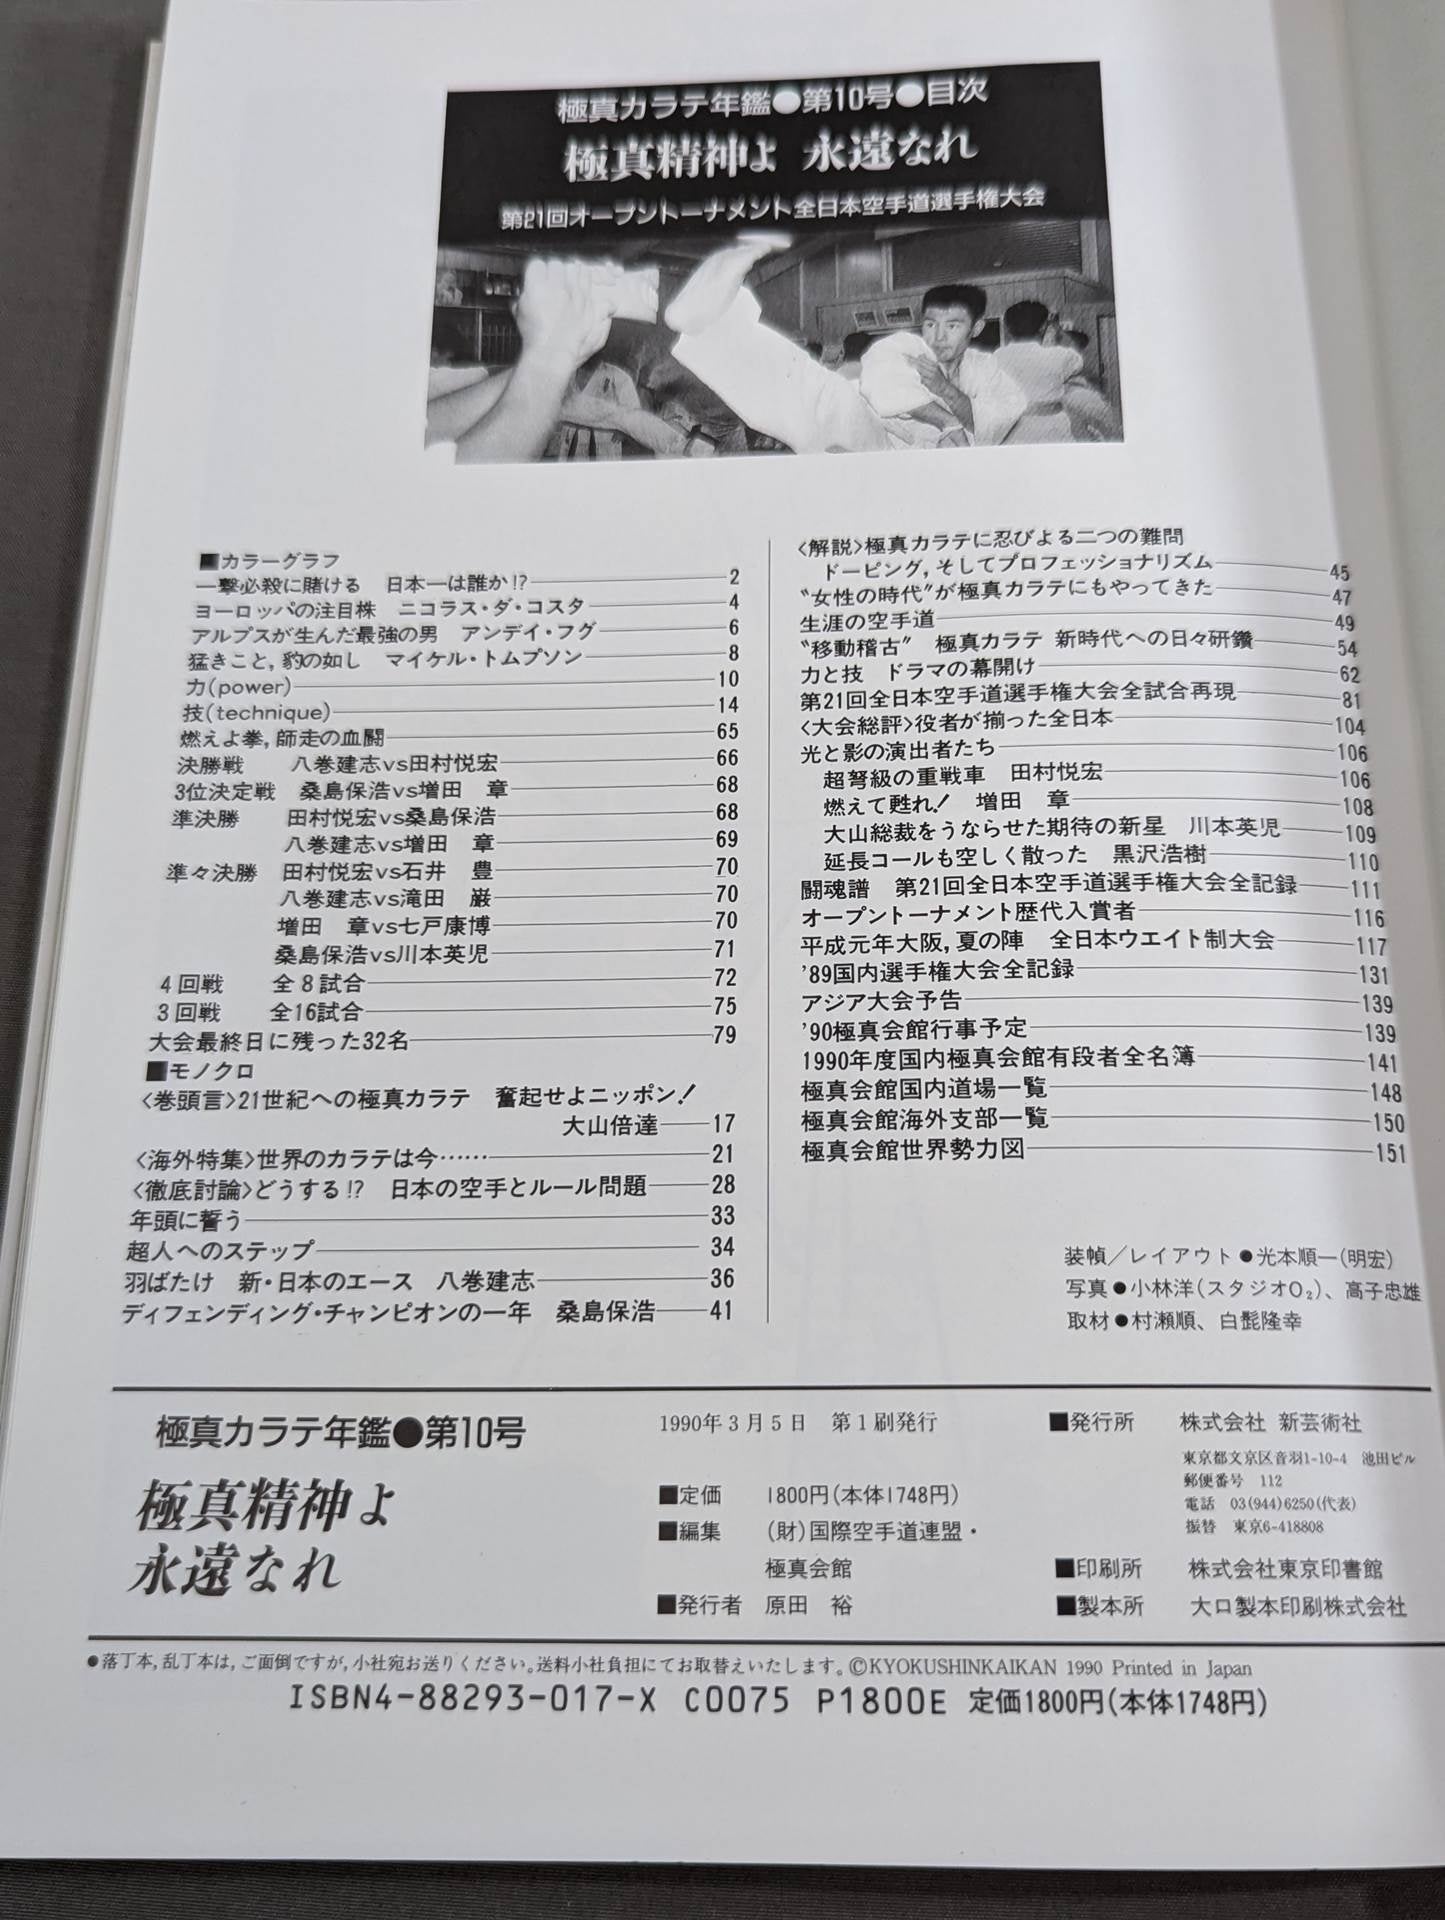 極真カラテ年鑑●第10号●目次
極真精神よ 永遠なれ
第21回オープントーナメント全日本空手道選手権大会
■カラーグラフ
一撃必殺に賭ける 日本一は誰か!? 2
ヨーロッパの注目株 ニコラス・ダ・コスタ 4
アルプスが生んだ最強の男 アンデイ・フグ 6
猛きこと,豹の如し マイケル・トムプソン 8
力(power) 10
技(technique) 14
燃えよ拳,師走の血闘 65
決勝戦 八巻建志vs田村悦宏 66
3位決定戦 桑島保浩vs増田 章 68
準決勝 田村悦宏vs桑島保浩 68
八巻建志vs増田 章 69
準々決勝 田村悦宏vs石井 豊 70
八巻建志vs滝田 巌 70
増田 章vs七戸康博 70
桑島保浩vs川本英児 71
4回戦 全8試合 72
3回戦 全16試合 75
大会最終日に残った32名 79
■モノクロ
〈巻頭言〉21世紀への極真カラテ 奮起せよニッポン!
大山倍達 17
〈海外特集〉世界のカラテは今…… 21
〈徹底討論〉どうする!? 日本の空手とルール問題 28
年頭に誓う 33
超人へのステップ 34
羽ばたけ 新・日本のエース 八巻建志 36
ディフェンディング・チャンピオンの一年 桑島保浩 41
〈解説〉極真カラテに忍びよる二つの難問
ドーピング,そしてプロフェッショナリズム 45
〝女性の時代〟が極真カラテにもやってきた 47
生涯の空手道 49
〝移動稽古〟 極真カラテ 新時代への日々研鑽 54
力と技 ドラマの幕開け 62
第21回全日本空手道選手権大会全試合再現 81
〈大会総評〉役者が揃った全日本 104
光と影の演出者たち 106
超弩級の重戦車 田村悦宏 106
燃えて甦れ! 増田 章 108
大山総裁をうならせた期待の新星 川本英児 109
延長コールも空しく散った 黒沢浩樹 110
闘魂譜 第21回全日本空手道選手権大会全記録 111
オープントーナメント歴代入賞者 116
平成元年大阪,夏の陣 全日本ウエイト制大会 117
'89国内選手権大会全記録 131
アジア大会予告 139
'90極真会館行事予定 139
1990年度国内極真会館有段者全名簿 141
極真会館国内道場一覧 148
極真会館海外支部一覧 150
極真会館世界勢力図 151
装幀/レイアウト●光本順一(明宏)
写真●小林洋(スタジオO₂)、高子忠雄
取材●村瀬順、白髭隆幸
極真カラテ年鑑●第10号
極真精神よ
永遠なれ
1990年3月5日 第1刷発行
■定価 1800円(本体1748円)
■編集 (財)国際空手道連盟・
極真会館
■発行者 原田 裕
■発行所 株式会社 新芸術社
東京都文京区音羽1-10-4 池田ビル
郵便番号 112
電話 03(944)6250(代表)
振替 東京6-418808
■印刷所 株式会社東京印書館
■製本所 大口製本印刷株式会社
●落丁本,乱丁本は,ご面倒ですが,小社宛お送りください。送料小社負担にてお取替えいたします。©KYOKUSHINKAIKAN 1990 Printed in Japan
ISBN4-88293-017-X C0075 P1800E 定価1800円(本体1748円)